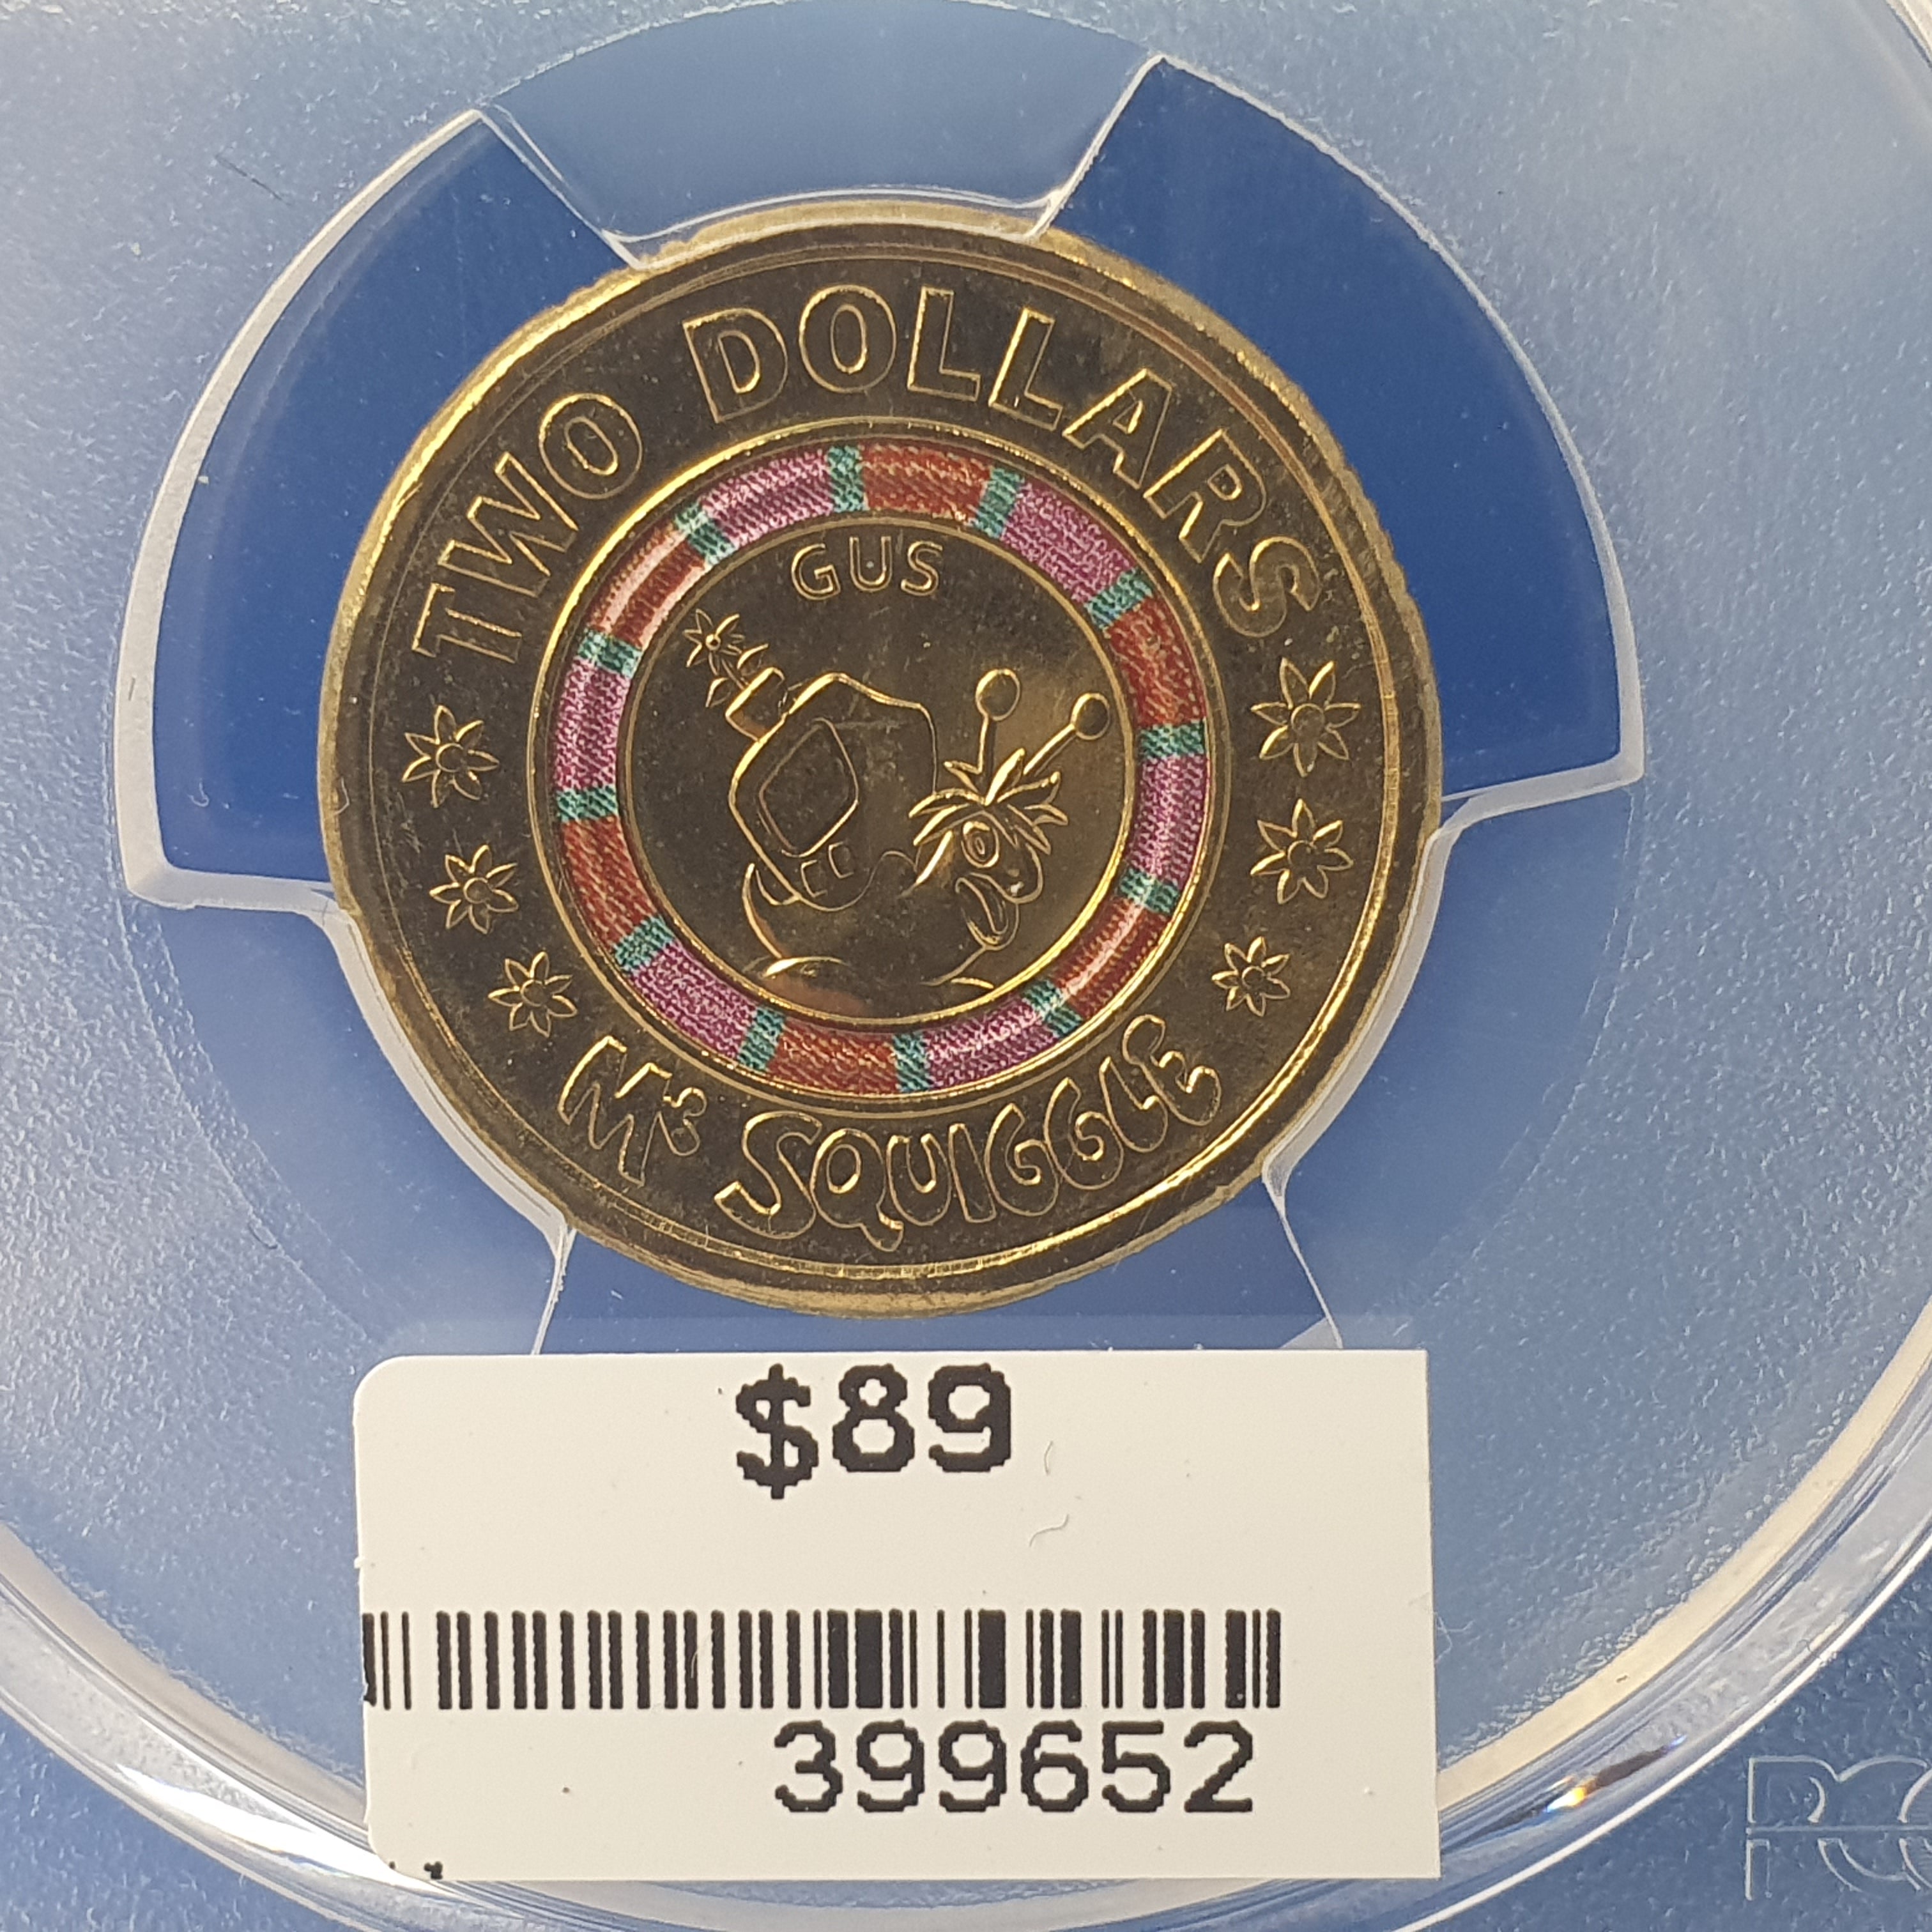 TWO DOLLARS
GUS
Mr SQUIGGLE
$89
399652